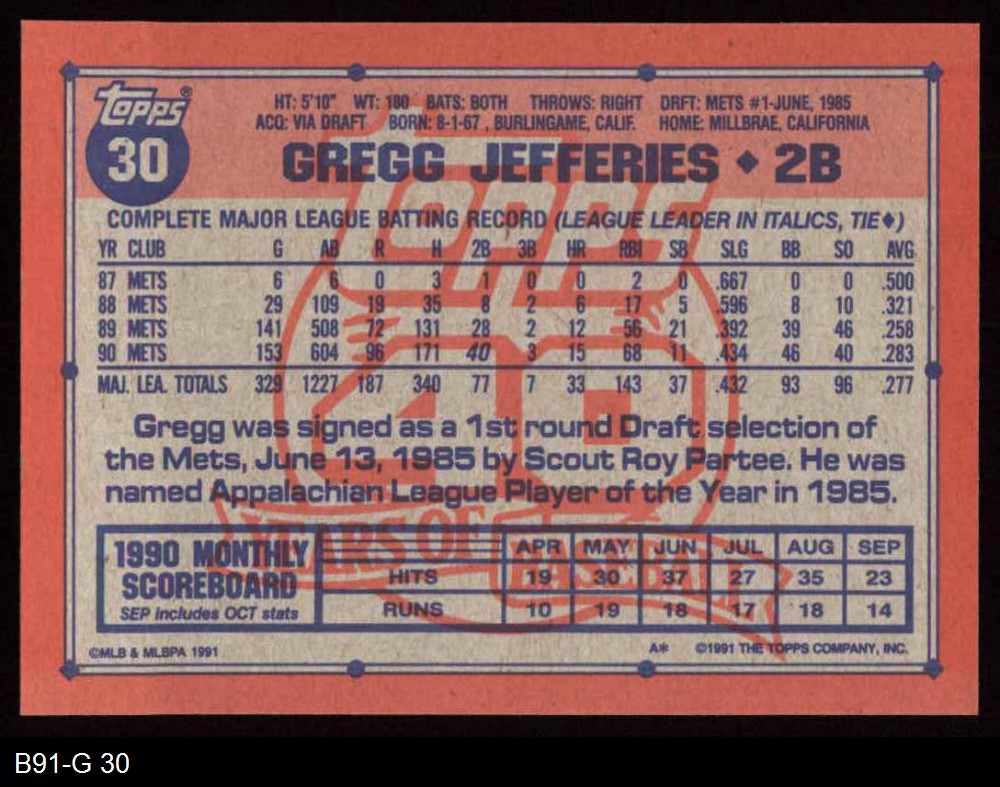 TOPPS®
30
HT: 5'10" WT: 180 BATS: BOTH THROWS: RIGHT DRFT: METS #1-JUNE, 1985
ACQ: VIA DRAFT BORN: 8-1-67 , BURLINGAME, CALIF. HOME: MILLBRAE, CALIFORNIA
GREGG JEFFERIES ♦ 2B
COMPLETE MAJOR LEAGUE BATTING RECORD (LEAGUE LEADER IN ITALICS, TIE♦)
YR CLUB G AB R H 2B 3B HR RBI SB SLG BB SO AVG
87 METS 6 6 0 3 1 0 0 2 0 .667 0 0 .500
88 METS 29 109 19 35 8 2 6 17 5 .596 8 10 .321
89 METS 141 508 72 131 28 2 12 56 21 .392 39 46 .258
90 METS 153 604 96 171 40 3 15 68 11 .434 46 40 .283
MAJ. LEA. TOTALS 329 1227 187 340 77 7 33 143 37 .432 93 96 .277
Gregg was signed as a 1st round Draft selection of
the Mets, June 13, 1985 by Scout Roy Partee. He was
named Appalachian League Player of the Year in 1985.
TOPPS
40
YEARS OF BASEBALL
1990 MONTHLY
SCOREBOARD
SEP includes OCT stats
APR MAY JUN JUL AUG SEP
HITS 19 30 37 27 35 23
RUNS 10 19 18 17 18 14
©MLB & MLBPA 1991 A* ©1991 THE TOPPS COMPANY, INC.
B91-G 30